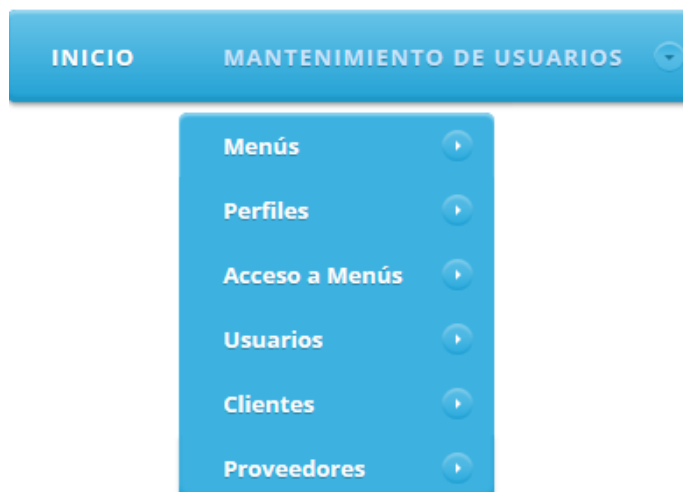 INICIO MANTENIMIENTO DE USUARIOS
Menús
Perfiles
Acceso a Menús
Usuarios
Clientes
Proveedores